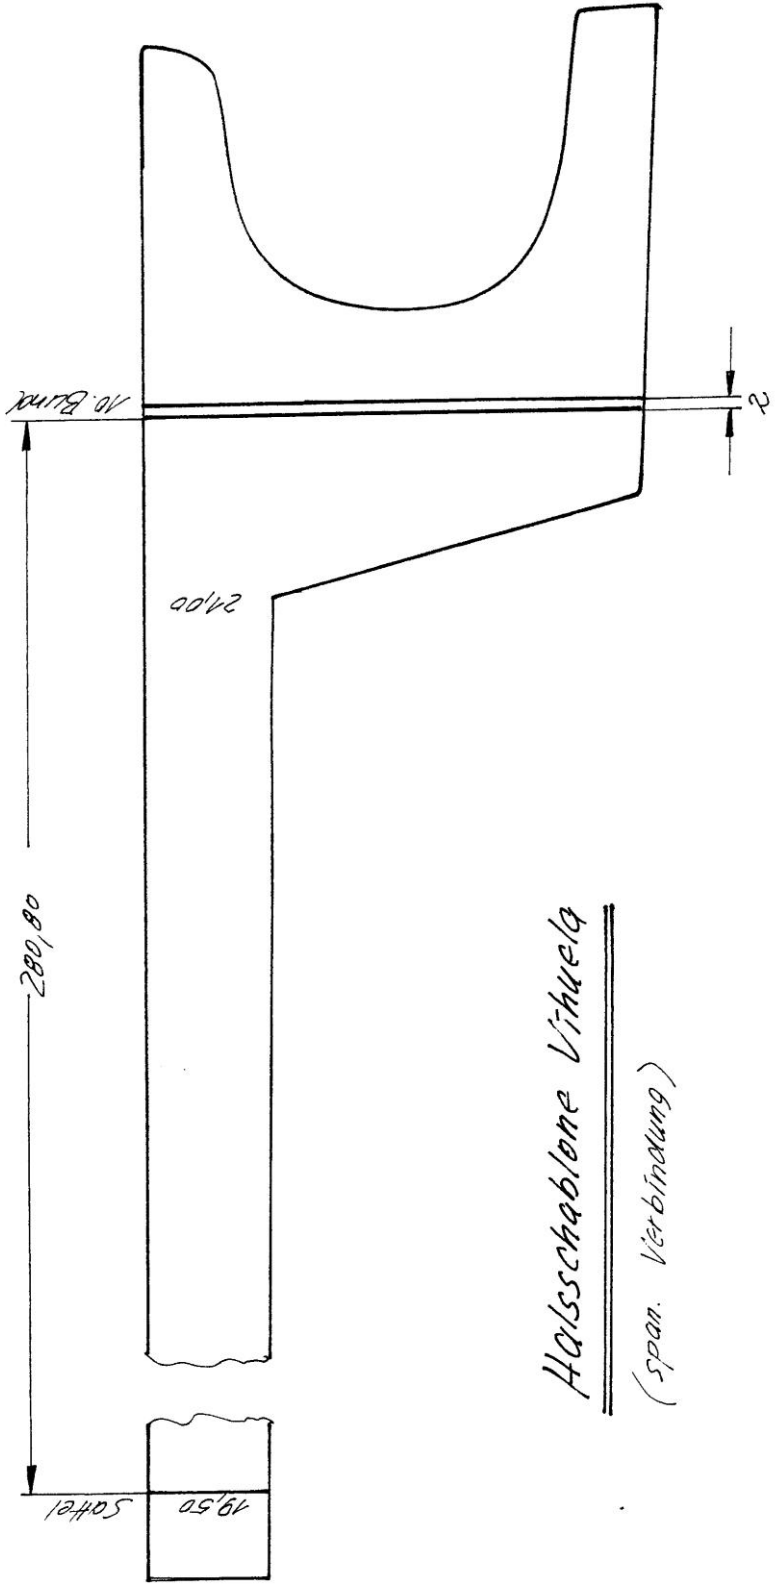 Halsschablone Vihuela
(span. Verbindung)
10. Bund
280,80
21,00
2
Sattel
19,50